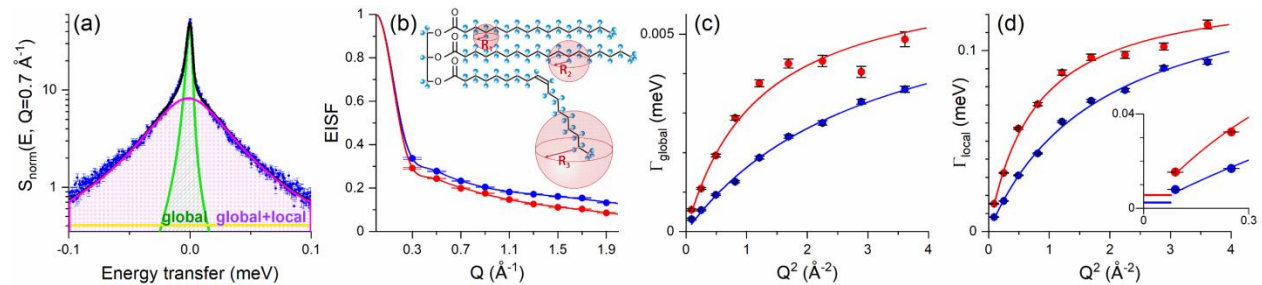 (a)
S_norm(E, Q=0.7 Å⁻¹)
10
1
global
global+local
-0.1
0.0
0.1
Energy transfer (meV)
(b)
EISF
1
0.8
0.6
0.4
0.2
0
O
O
O
O
O
O
R₁
R₂
R₃
0.3
0.7
1.1
1.5
1.9
Q (Å⁻¹)
(c)
Γ_global (meV)
0.005
0
0
1
2
3
4
Q² (Å⁻²)
(d)
Γ_local (meV)
0.1
0
0.04
0
0
0.3
0
1
2
3
4
Q² (Å⁻²)